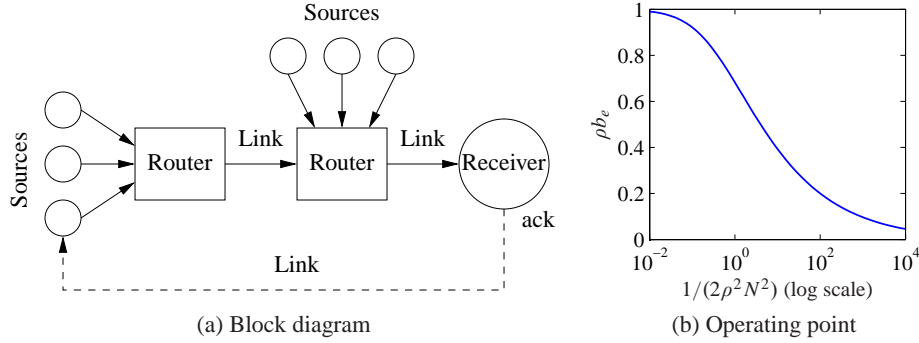 Sources
Sources
Router
Link
Router
Link
Receiver
ack
Link
(a) Block diagram
1
0.8
0.6
0.4
0.2
0
ρb_e
10^−2
10^0
10^2
10^4
1/(2ρ^2N^2) (log scale)
(b) Operating point